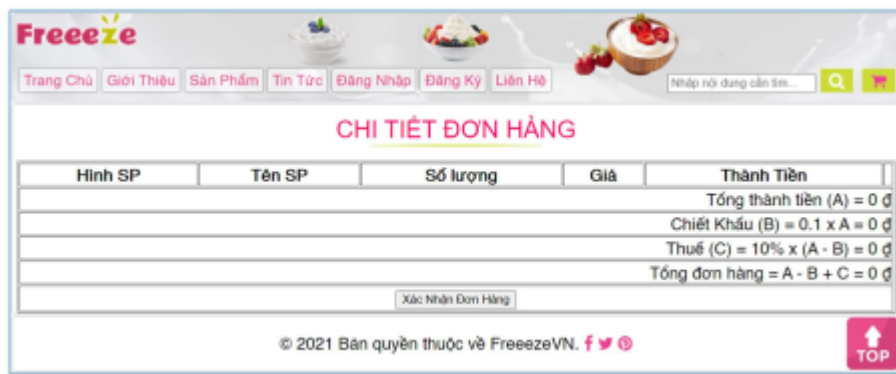 Freeeze
Trang Chủ Giới Thiệu Sản Phẩm Tin Tức Đăng Nhập Đăng Ký Liên Hệ Nhập nội dung cần tìm...
CHI TIẾT ĐƠN HÀNG
Hình SP Tên SP Số lượng Giá Thành Tiền
Tổng thành tiền (A) = 0 ₫
Chiết Khấu (B) = 0.1 x A = 0 ₫
Thuế (C) = 10% x (A - B) = 0 ₫
Tổng đơn hàng = A - B + C = 0 ₫
Xác Nhận Đơn Hàng
© 2021 Bản quyền thuộc về FreeezeVN.
TOP